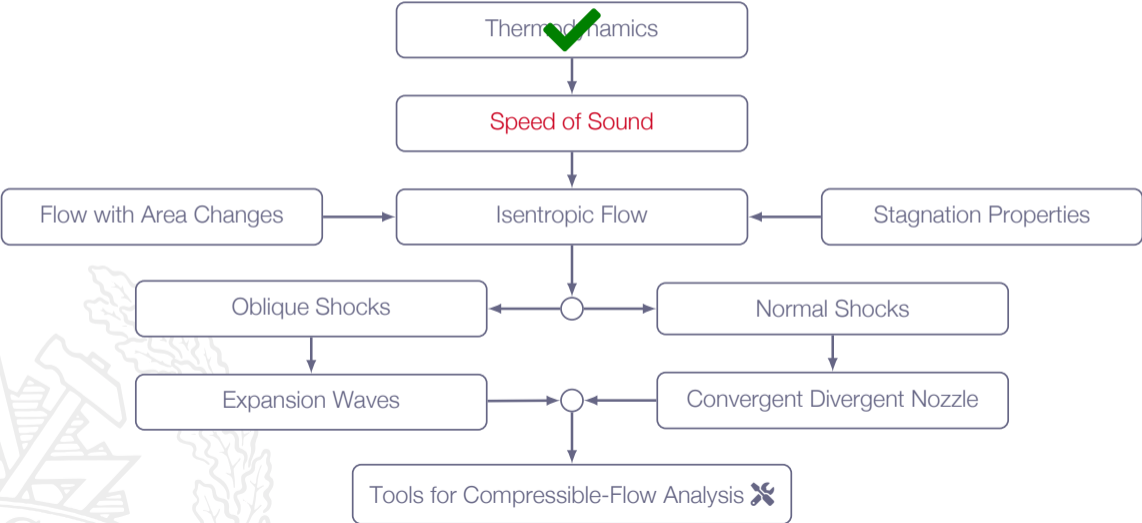 Thermodynamics
Speed of Sound
Flow with Area Changes
Isentropic Flow
Stagnation Properties
Oblique Shocks
Normal Shocks
Expansion Waves
Convergent Divergent Nozzle
Tools for Compressible-Flow Analysis